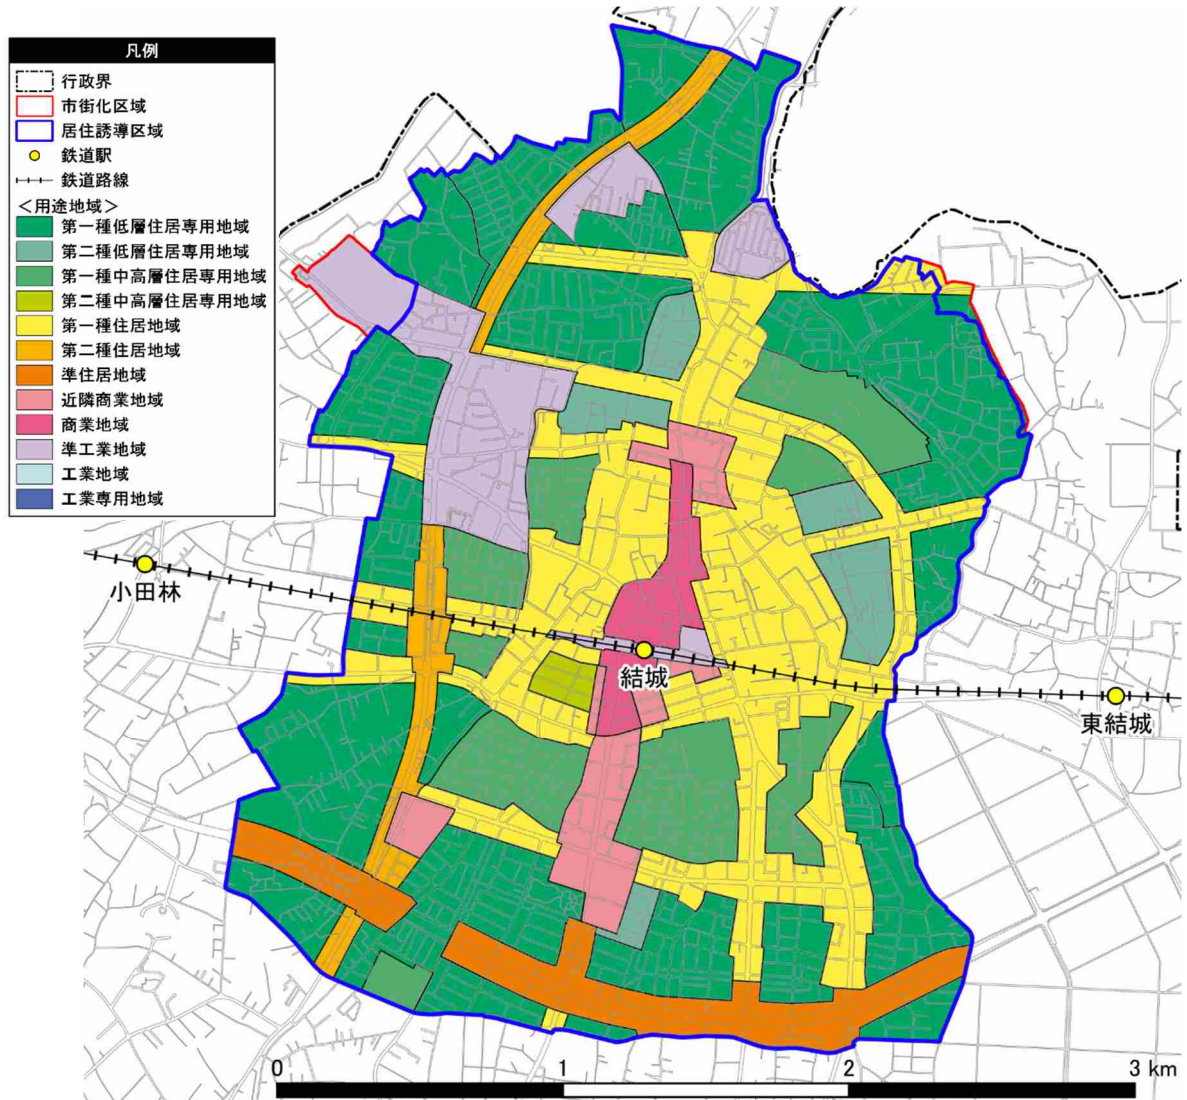 凡例
行政界
市街化区域
居住誘導区域
鉄道駅
鉄道路線
＜用途地域＞
第一種低層住居専用地域
第二種低層住居専用地域
第一種中高層住居専用地域
第二種中高層住居専用地域
第一種住居地域
第二種住居地域
準住居地域
近隣商業地域
商業地域
準工業地域
工業地域
工業専用地域
小田林
結城
東結城
0 1 2 3 km